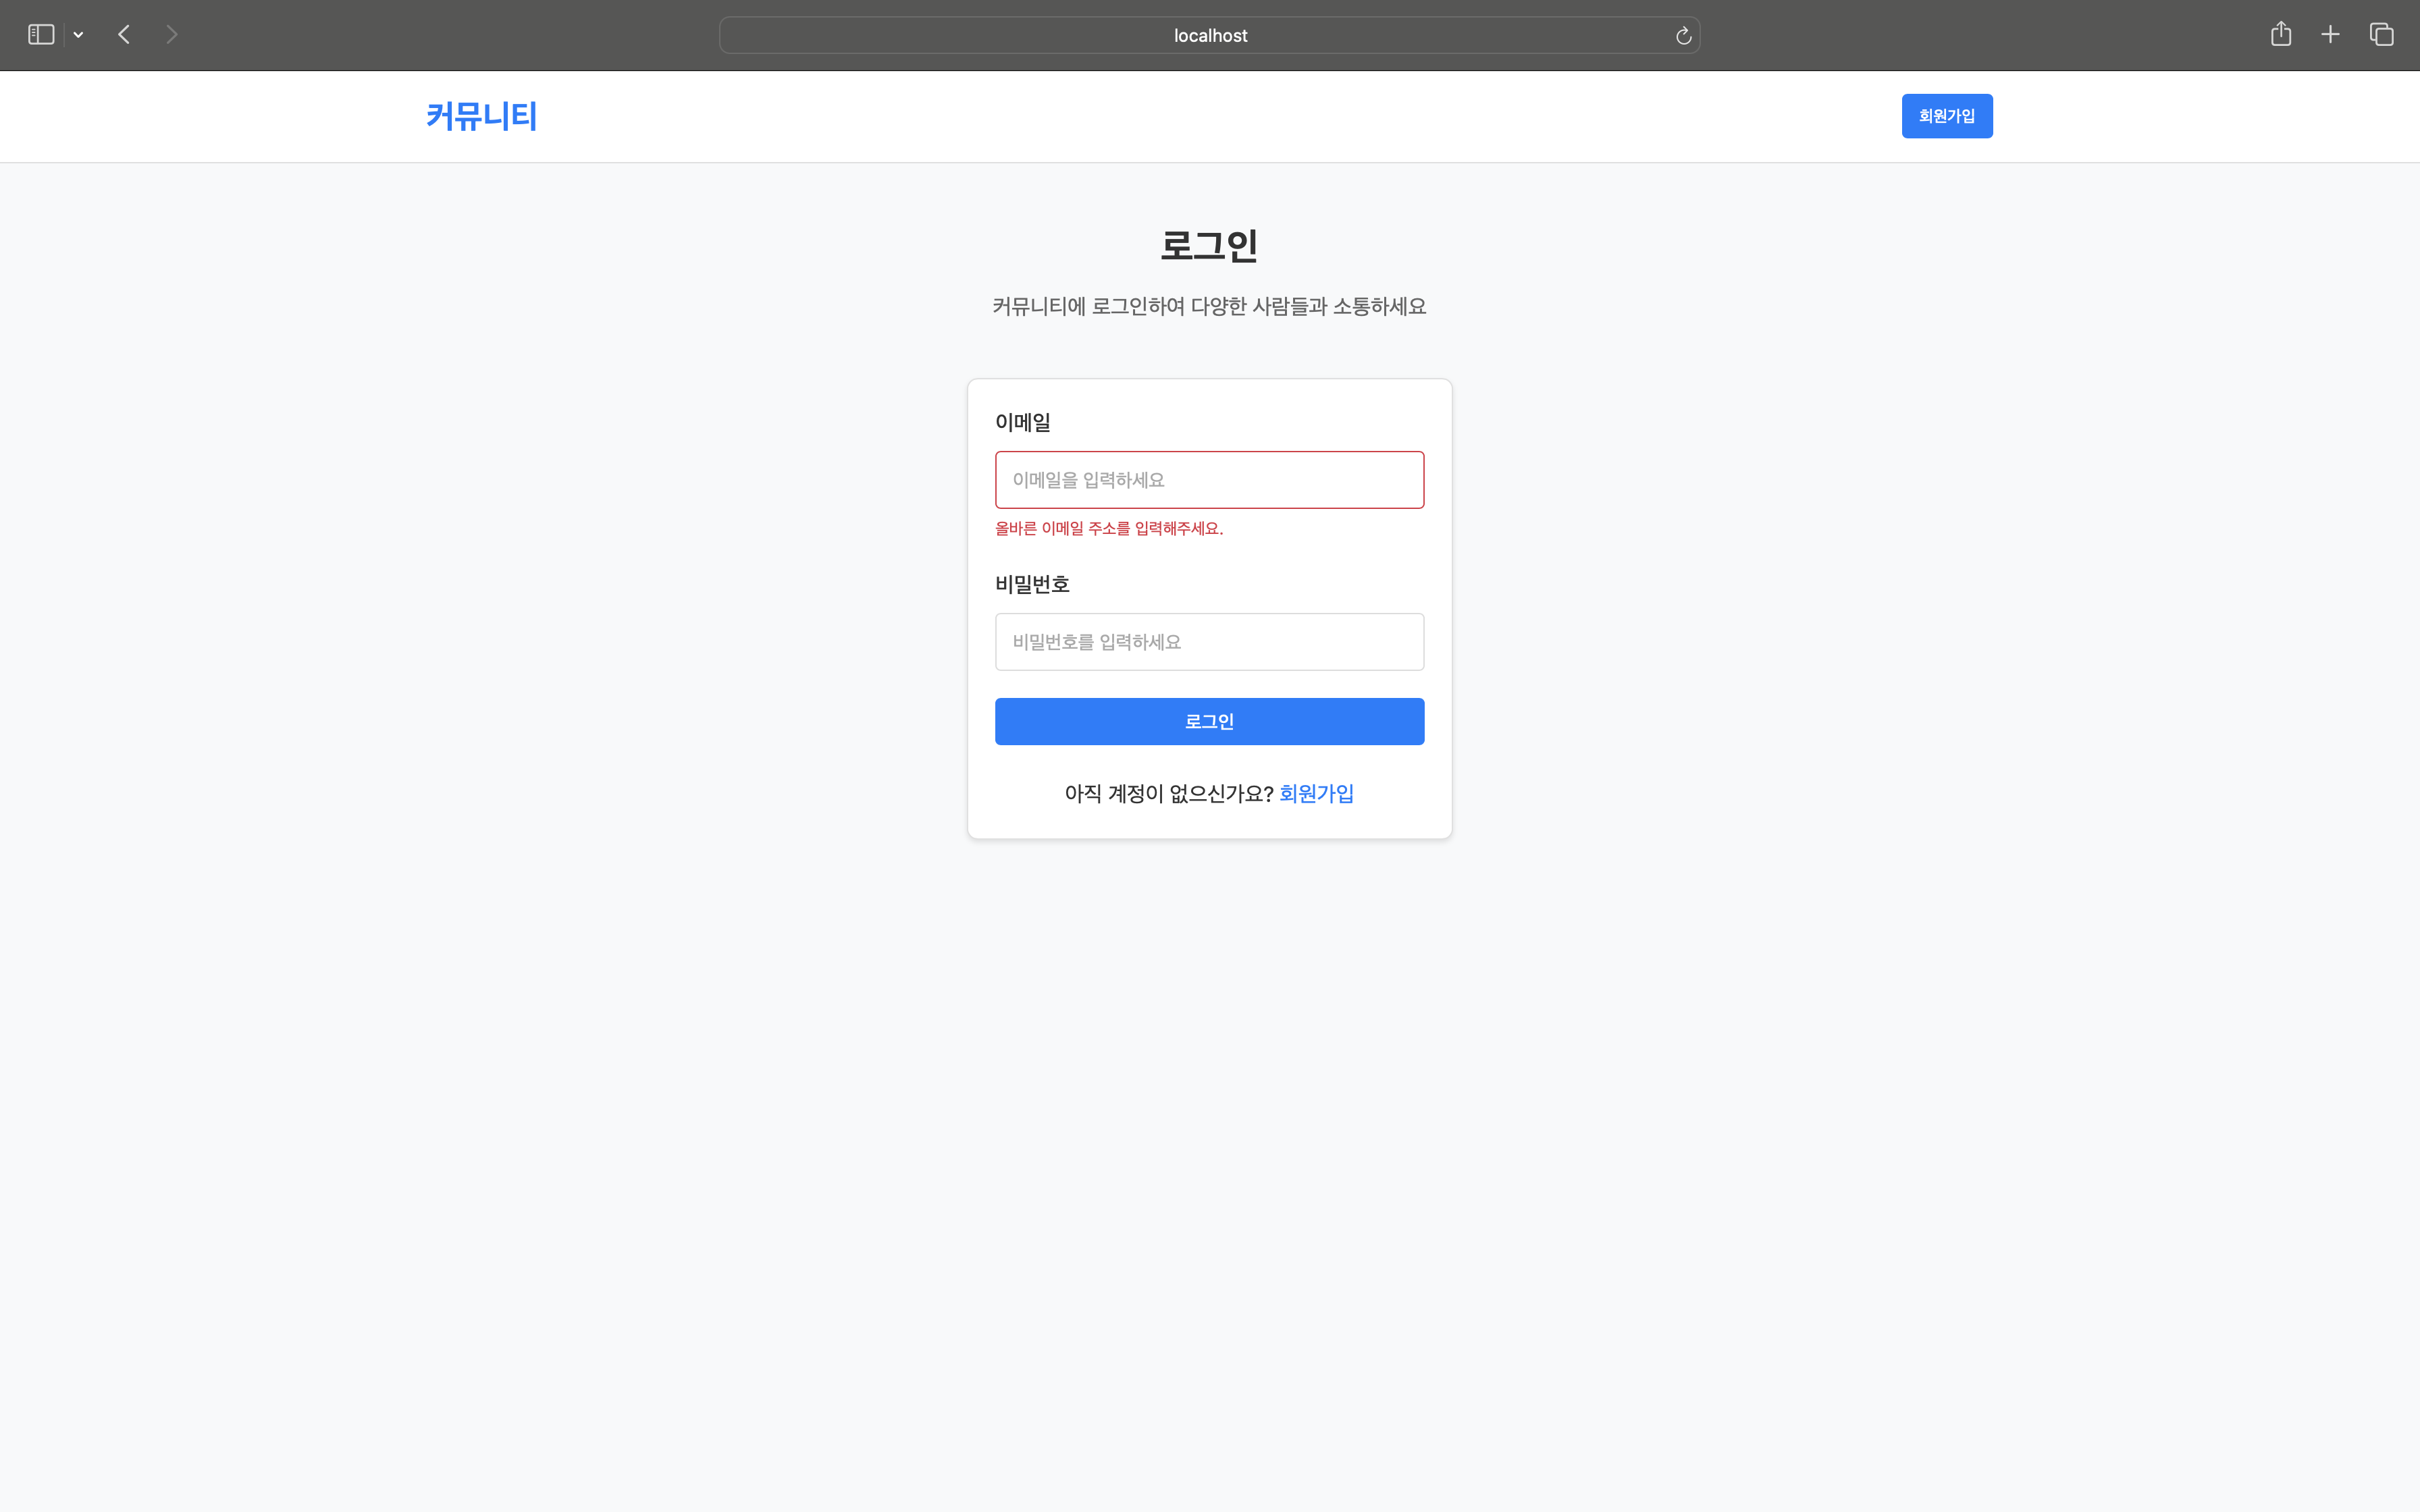 localhost
커뮤니티
회원가입
로그인
커뮤니티에 로그인하여 다양한 사람들과 소통하세요
이메일
이메일을 입력하세요
올바른 이메일 주소를 입력해주세요.
비밀번호
비밀번호를 입력하세요
로그인
아직 계정이 없으신가요? 회원가입